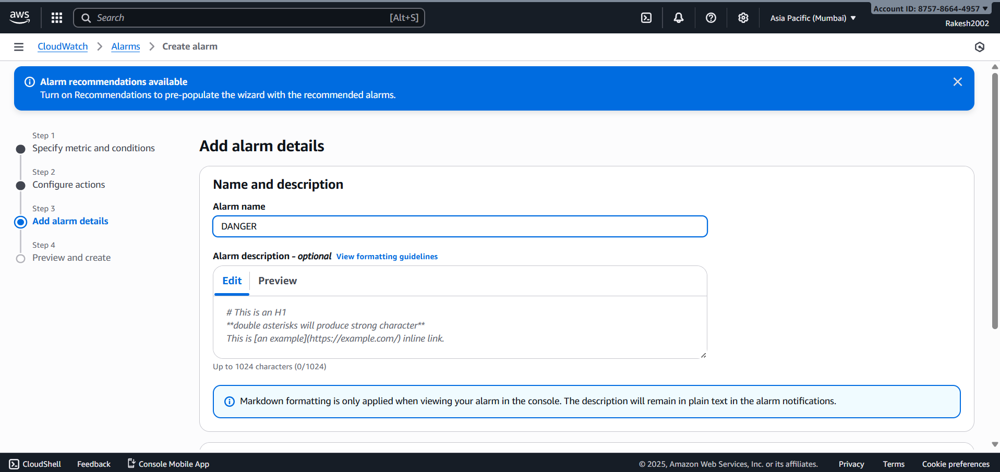 aws
Search
[Alt+S]
Asia Pacific (Mumbai)
Account ID: 8757-8664-4957
Rakesh2002
CloudWatch
Alarms
Create alarm
Alarm recommendations available
Turn on Recommendations to pre-populate the wizard with the recommended alarms.
Step 1
Specify metric and conditions
Step 2
Configure actions
Step 3
Add alarm details
Step 4
Preview and create
Add alarm details
Name and description
Alarm name
DANGER
Alarm description - optional View formatting guidelines
Edit
Preview
# This is an H1
**double asterisks will produce strong character**
This is [an example](https://example.com/) inline link.
Up to 1024 characters (0/1024)
Markdown formatting is only applied when viewing your alarm in the console. The description will remain in plain text in the alarm notifications.
CloudShell
Feedback
Console Mobile App
© 2025, Amazon Web Services, Inc. or its affiliates.
Privacy
Terms
Cookie preferences